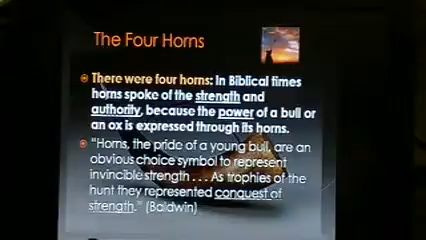 The Four Horns
There were four horns: In Biblical times
horns spoke of the strength and
authority, because the power of a bull or
an ox is expressed through its horns.
"Horns, the pride of a young bull, are an
obvious choice symbol to represent
invincible strength . . . As trophies of the
hunt they represented conquest of
strength." (Baldwin)